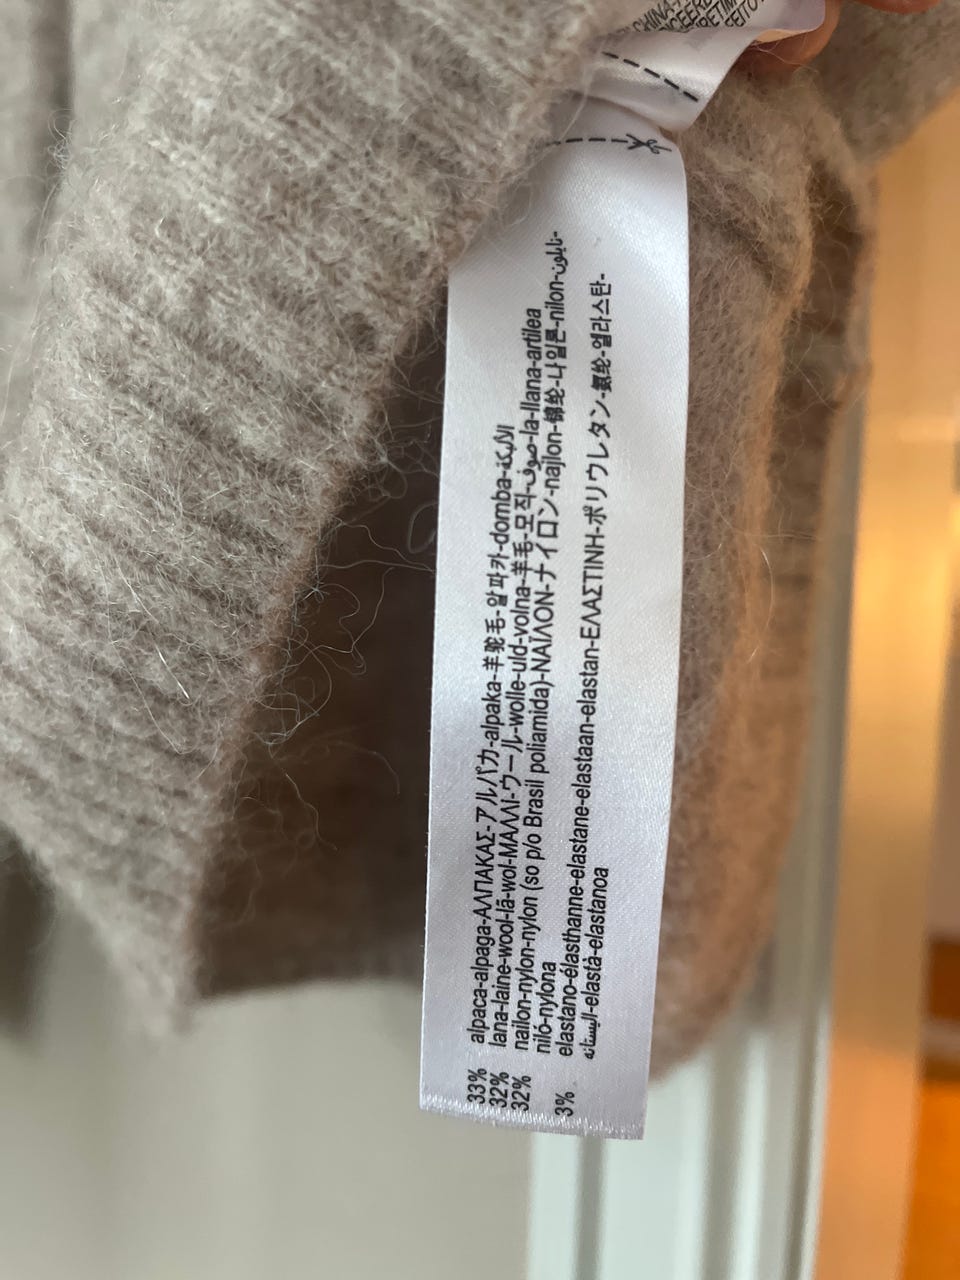 33% alpaca-alpaga-ΑΛΠΑΚΑΣ-アルパカ-alpaka-羊驼毛-알파카-domba-الألبكة
32% lana-laine-wool-lã-wol-ΜΑΛΛΙ-ウール-wolle-uld-volna-羊毛-모직-صوف-la-llana-artilea
32% nailon-nylon-nylon (so p/o Brasil poliamida)-ΝΑΪΛΟΝ-ナイロン-najlon-锦纶-나일론-nilon-نايلون-
niló-nylona
3% elastano-élasthanne-elastane-elastaan-elastan-ΕΛΑΣΤΙΝΗ-ポリウレタン-氨纶-엘라스탄-
اليستانه-elastà-elastanoa